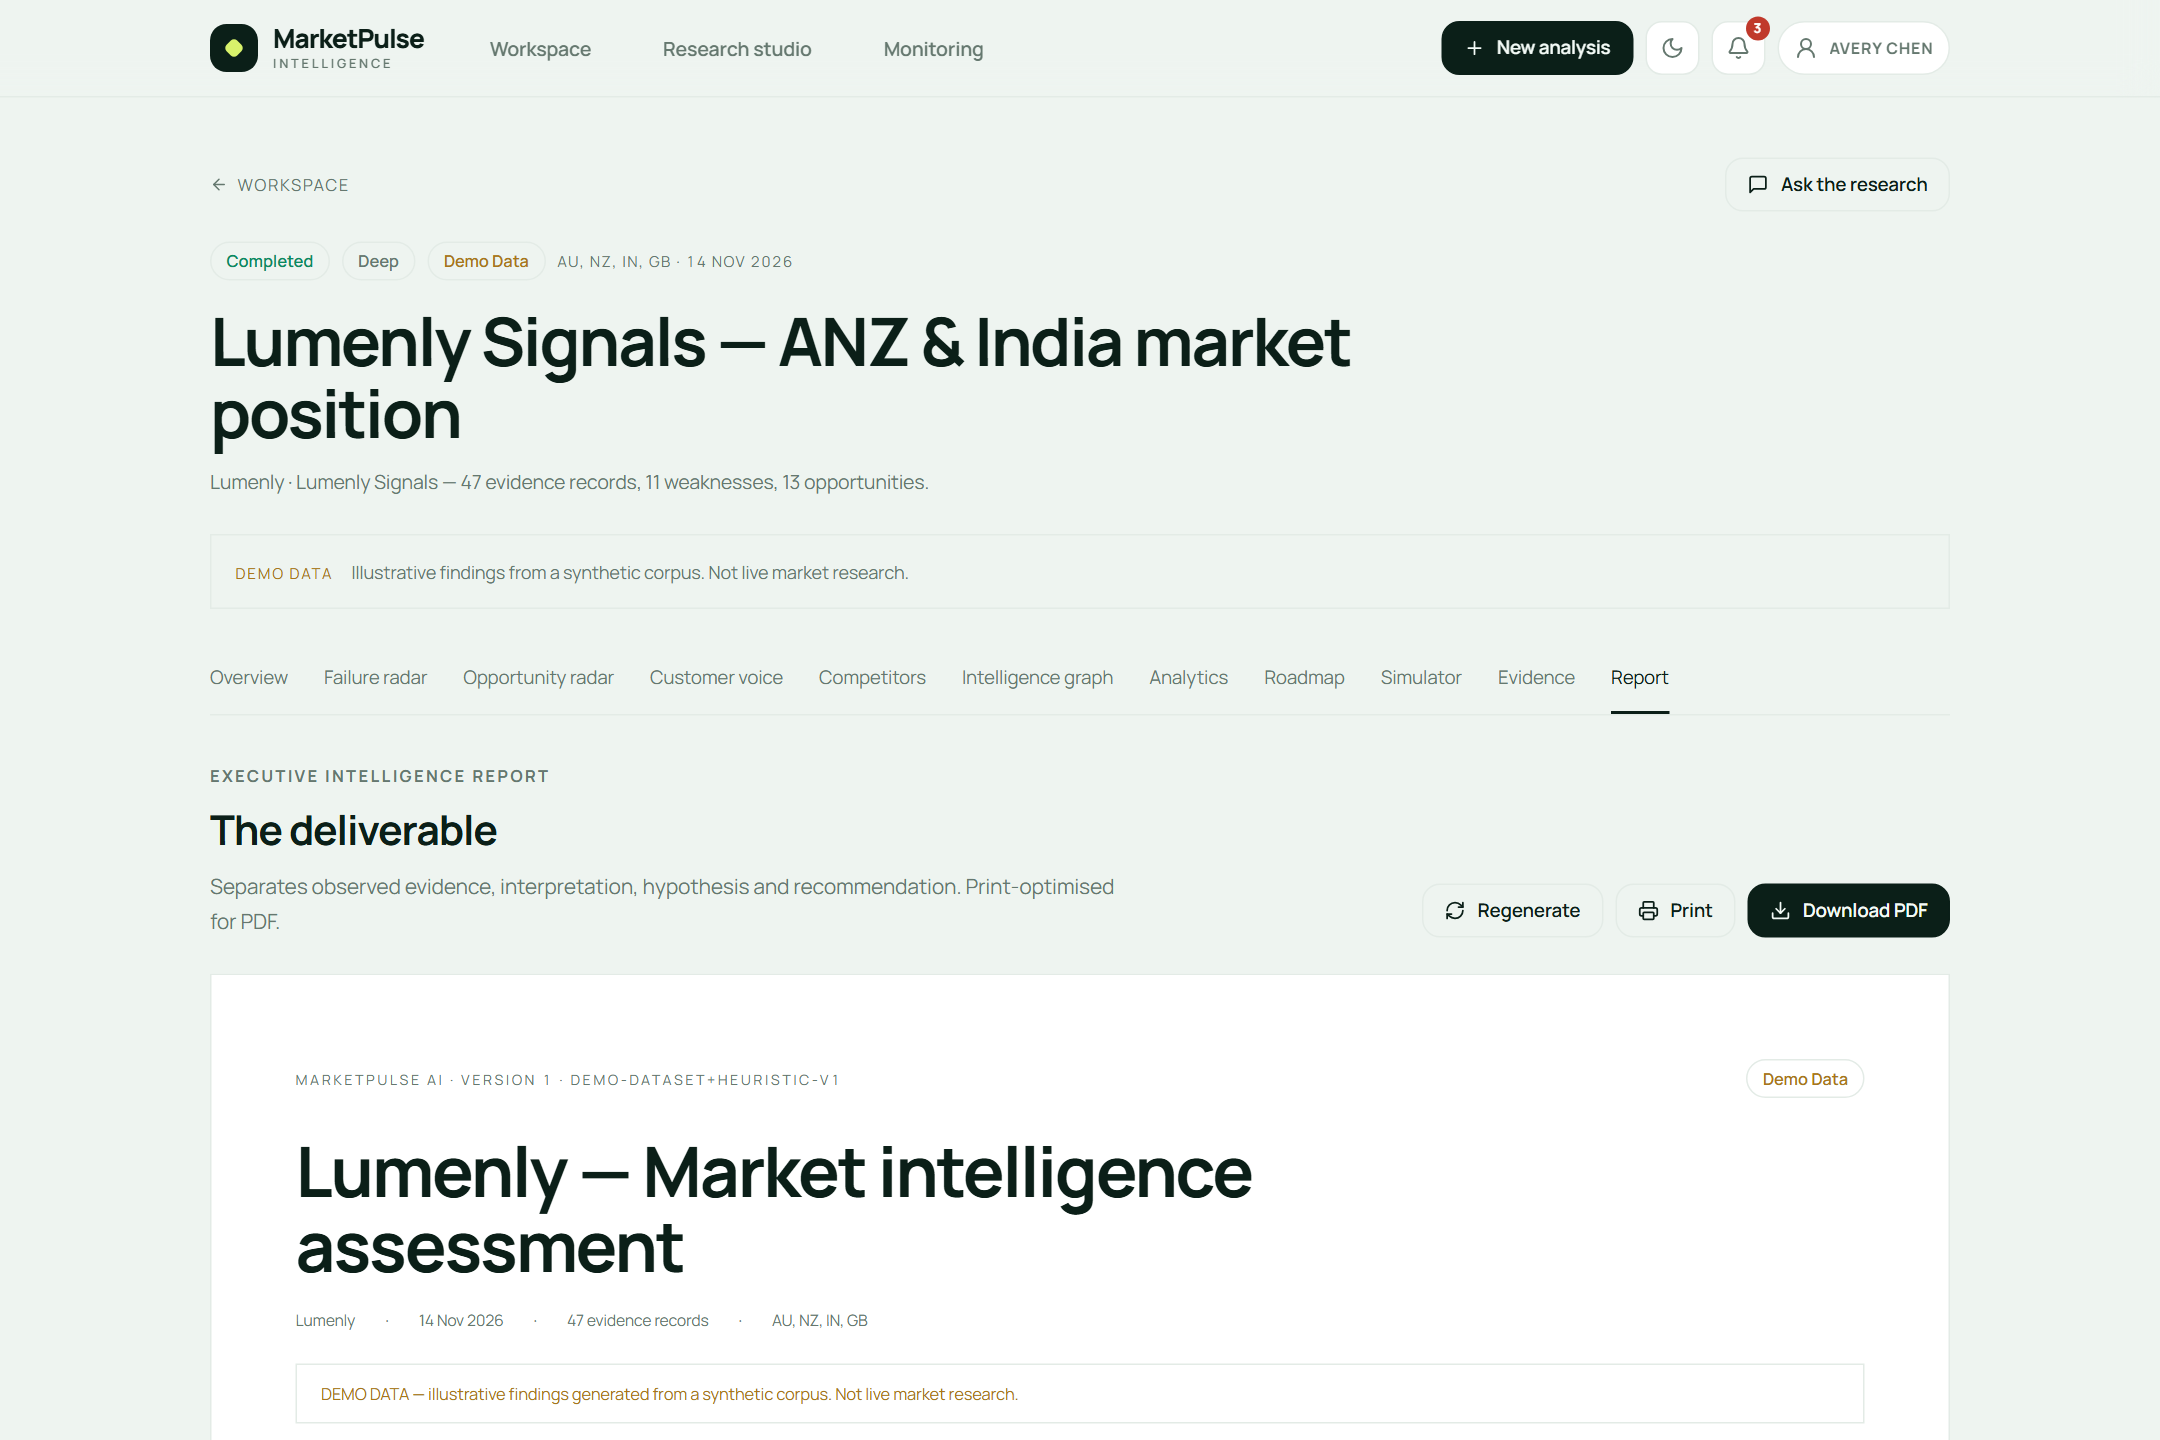 MarketPulse
INTELLIGENCE
Workspace
Research studio
Monitoring
New analysis
3
AVERY CHEN
WORKSPACE
Ask the research
Completed
Deep
Demo Data
AU, NZ, IN, GB · 14 NOV 2026
Lumenly Signals — ANZ & India market
position
Lumenly · Lumenly Signals — 47 evidence records, 11 weaknesses, 13 opportunities.
DEMO DATA Illustrative findings from a synthetic corpus. Not live market research.
Overview
Failure radar
Opportunity radar
Customer voice
Competitors
Intelligence graph
Analytics
Roadmap
Simulator
Evidence
Report
EXECUTIVE INTELLIGENCE REPORT
The deliverable
Separates observed evidence, interpretation, hypothesis and recommendation. Print-optimised
for PDF.
Regenerate
Print
Download PDF
MARKETPULSE AI · VERSION 1 · DEMO-DATASET+HEURISTIC-V1
Demo Data
Lumenly — Market intelligence
assessment
Lumenly · 14 Nov 2026 · 47 evidence records · AU, NZ, IN, GB
DEMO DATA — illustrative findings generated from a synthetic corpus. Not live market research.